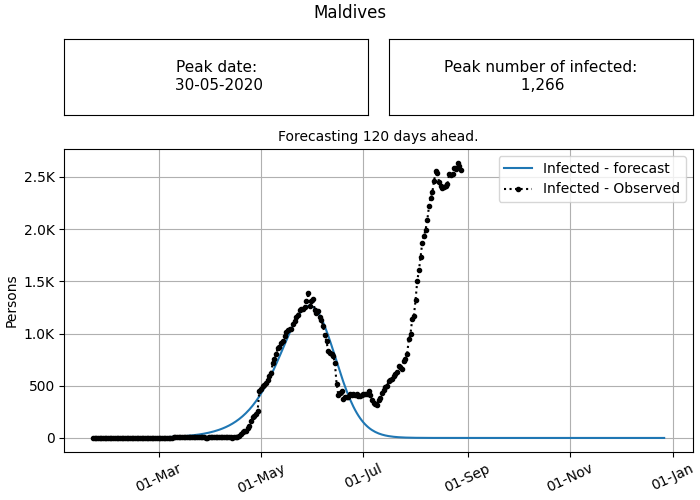 Maldives
Peak date:
30-05-2020
Peak number of infected:
1,266
Forecasting 120 days ahead.
Infected - forecast
Infected - Observed
2.5K
2.0K
1.5K
1.0K
500
0
Persons
01-Mar
01-May
01-Jul
01-Sep
01-Nov
01-Jan